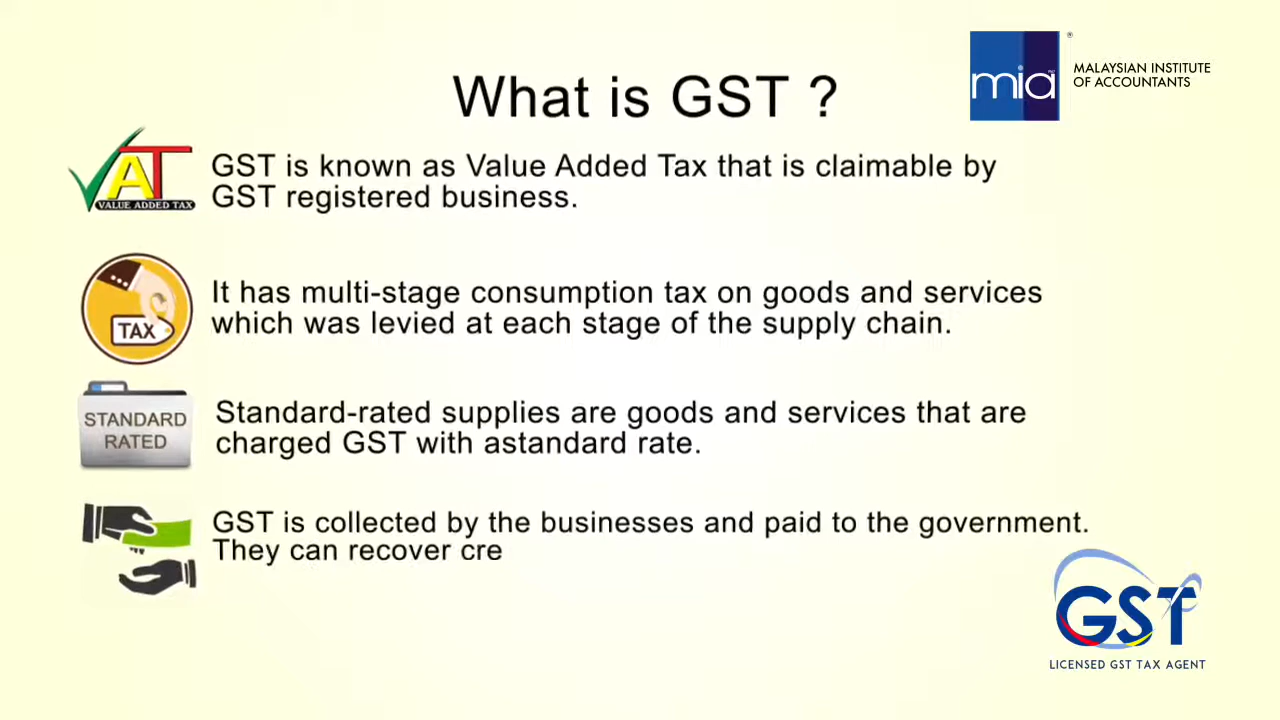 What is GST ?
mia
MALAYSIAN INSTITUTE
OF ACCOUNTANTS
VAT
VALUE ADDED TAX
GST is known as Value Added Tax that is claimable by
GST registered business.
TAX
It has multi-stage consumption tax on goods and services
which was levied at each stage of the supply chain.
STANDARD
RATED
Standard-rated supplies are goods and services that are
charged GST with astandard rate.
GST is collected by the businesses and paid to the government.
They can recover cre
GST
LICENSED GST TAX AGENT